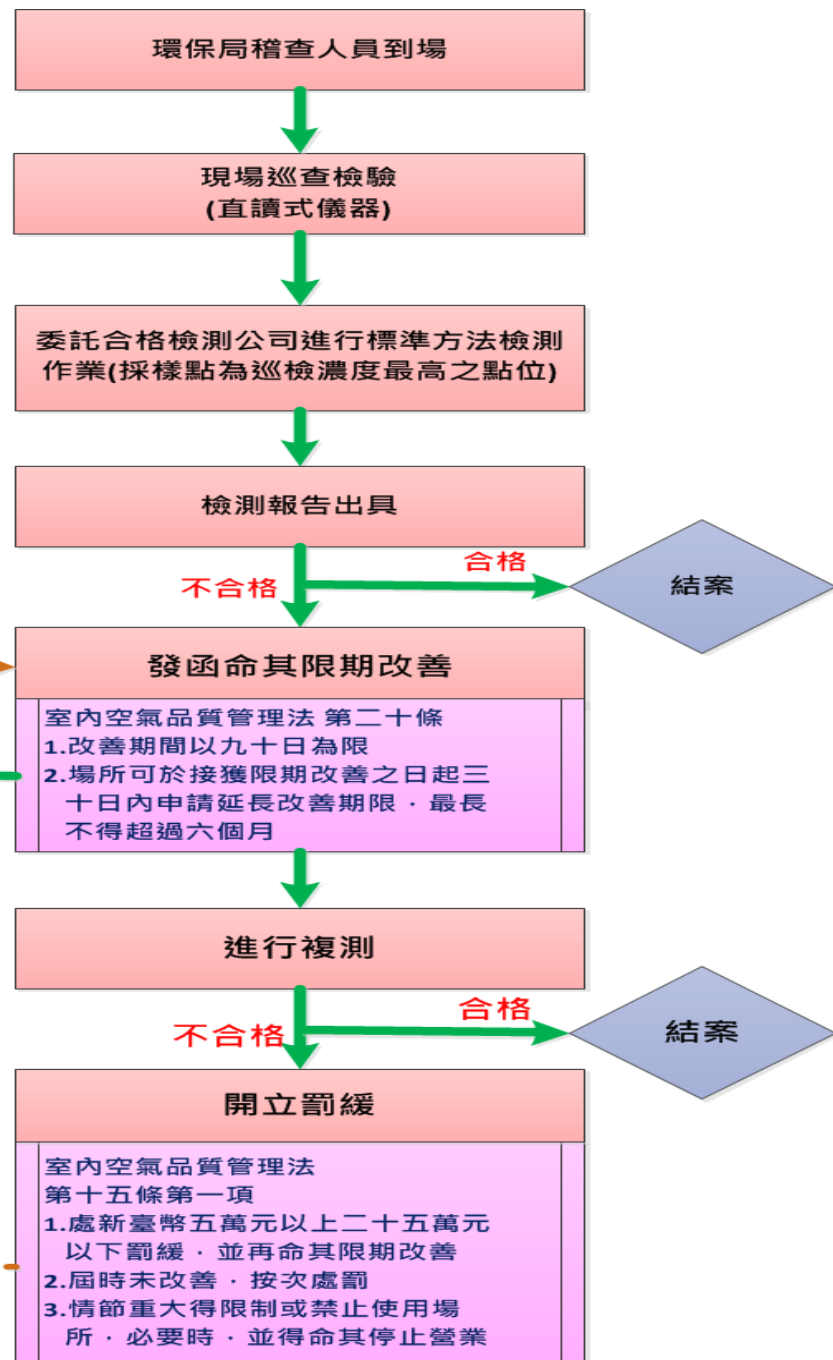 環保局稽查人員到場
現場巡查檢驗
(直讀式儀器)
委託合格檢測公司進行標準方法檢測
作業(採樣點為巡檢濃度最高之點位)
檢測報告出具
合格
不合格
結案
發函命其限期改善
室內空氣品質管理法 第二十條
1.改善期間以九十日為限
2.場所可於接獲限期改善之日起三
十日內申請延長改善期限，最長
不得超過六個月
進行複測
合格
不合格
結案
開立罰緩
室內空氣品質管理法
第十五條第一項
1.處新臺幣五萬元以上二十五萬元
以下罰緩，並再命其限期改善
2.屆時未改善，按次處罰
3.情節重大得限制或禁止使用場
所，必要時，並得命其停止營業